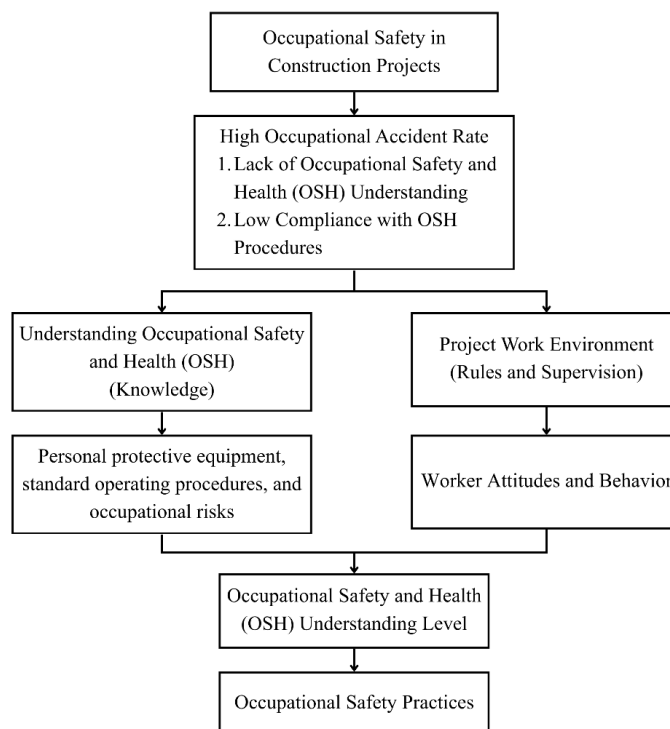 Occupational Safety in
Construction Projects
High Occupational Accident Rate
1. Lack of Occupational Safety and
Health (OSH) Understanding
2. Low Compliance with OSH
Procedures
Understanding Occupational Safety
and Health (OSH)
(Knowledge)
Project Work Environment
(Rules and Supervision)
Personal protective equipment,
standard operating procedures, and
occupational risks
Worker Attitudes and Behavior
Occupational Safety and Health
(OSH) Understanding Level
Occupational Safety Practices